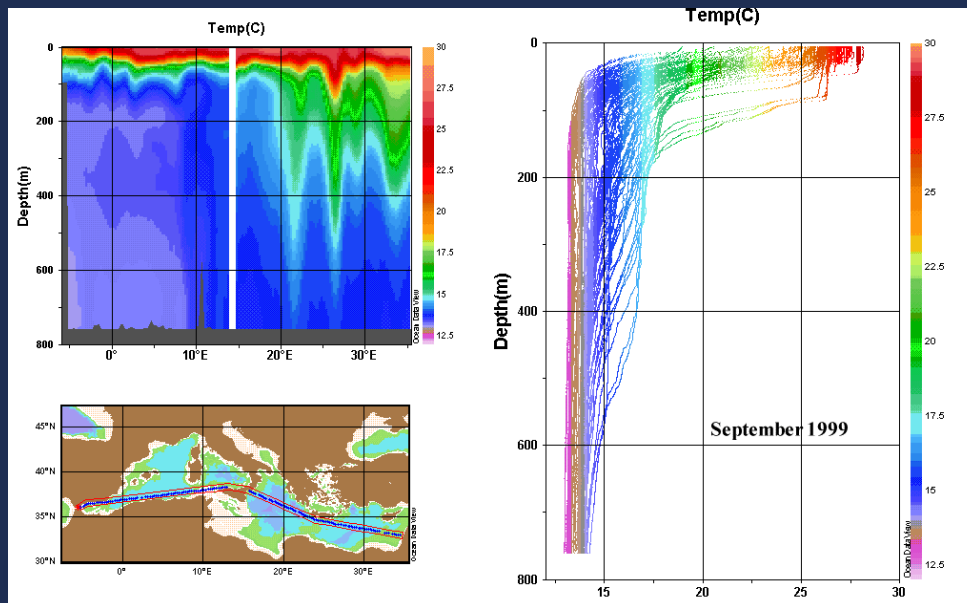 Temp(C)
0
200
400
600
800
Depth(m)
0°
10°E
20°E
30°E
30
27.5
25
22.5
20
17.5
15
12.5
Ocean Data View
45°N
40°N
35°N
30°N
0°
10°E
20°E
30°E
Ocean Data View
Temp(C)
0
200
400
600
800
Depth(m)
15
20
25
30
September 1999
30
27.5
25
22.5
20
17.5
15
12.5
Ocean Data View